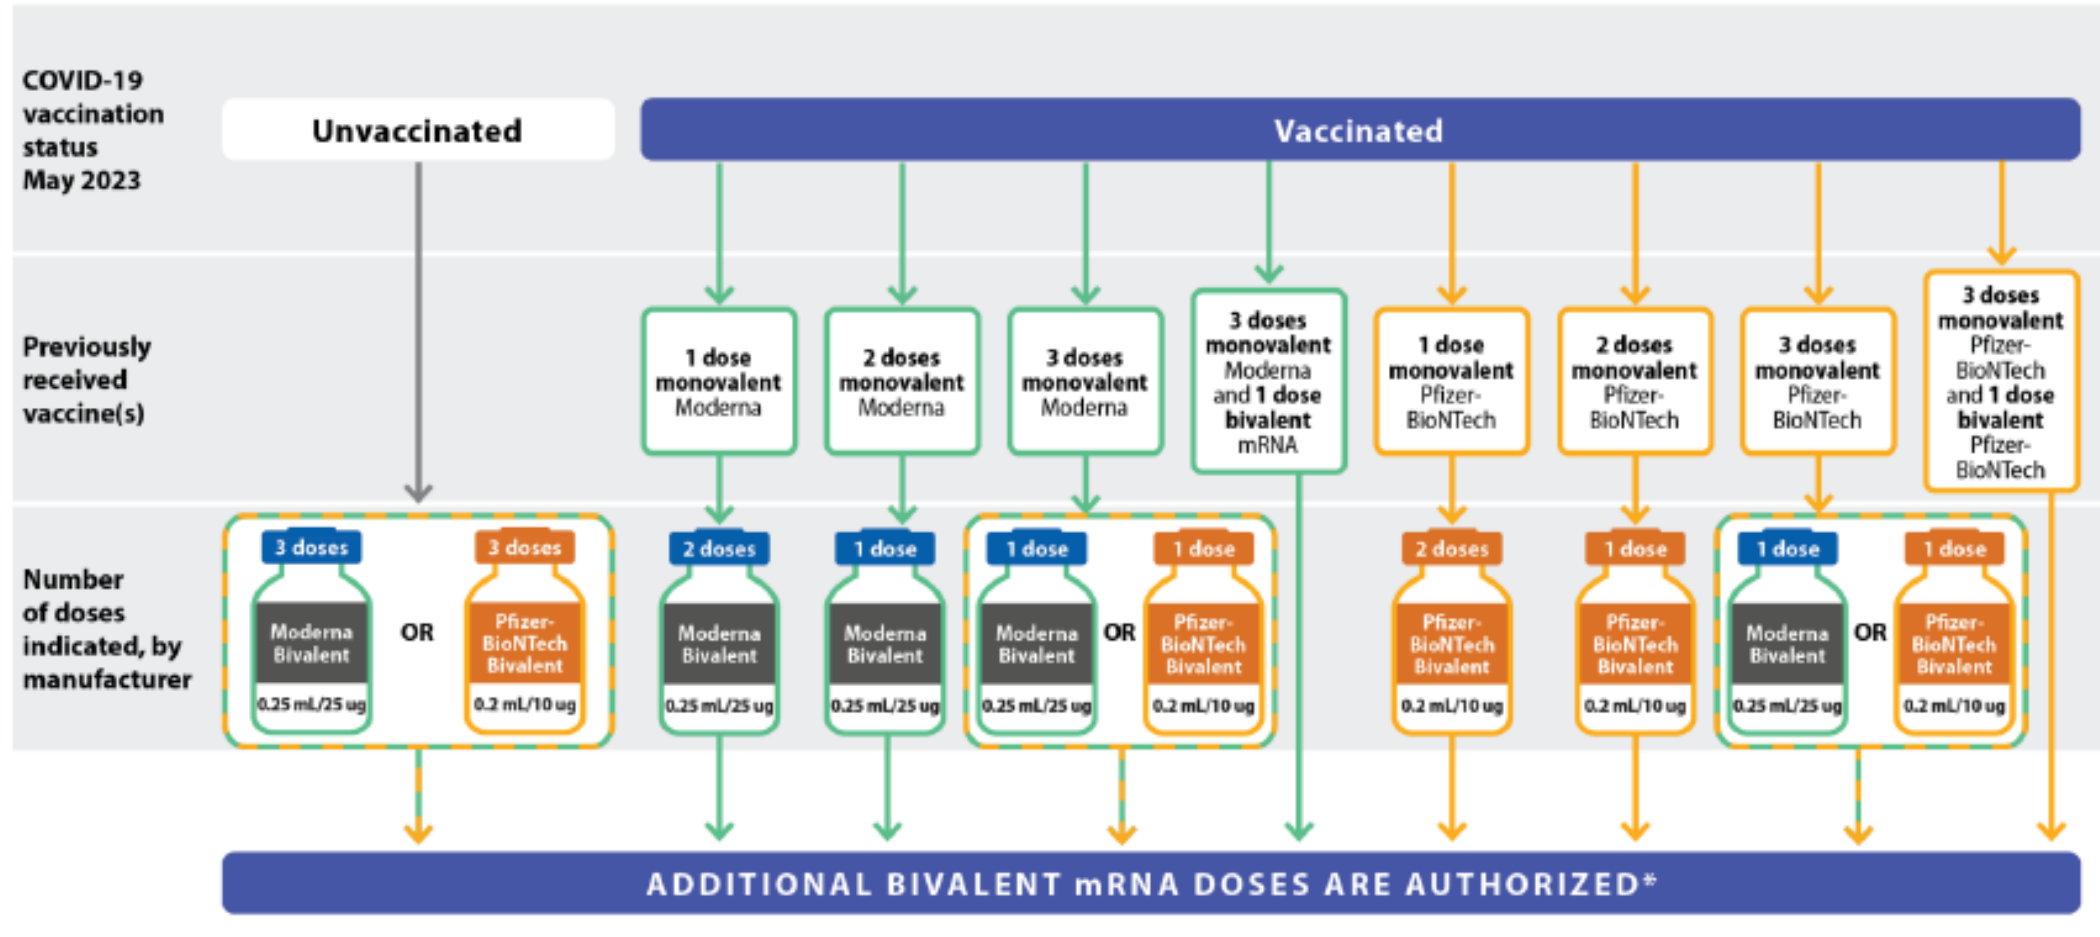 COVID-19
vaccination
status
May 2023
Unvaccinated
Vaccinated
Previously
received
vaccine(s)
1 dose
monovalent
Moderna
2 doses
monovalent
Moderna
3 doses
monovalent
Moderna
3 doses
monovalent
Moderna
and 1 dose
bivalent
mRNA
1 dose
monovalent
Pfizer-
BioNTech
2 doses
monovalent
Pfizer-
BioNTech
3 doses
monovalent
Pfizer-
BioNTech
3 doses
monovalent
Pfizer-
BioNTech
and 1 dose
bivalent
Pfizer-
BioNTech
Number
of doses
indicated, by
manufacturer
3 doses
Moderna
Bivalent
0.25 mL/25 ug
OR
3 doses
Pfizer-
BioNTech
Bivalent
0.2 mL/10 ug
2 doses
Moderna
Bivalent
0.25 mL/25 ug
1 dose
Moderna
Bivalent
0.25 mL/25 ug
1 dose
Moderna
Bivalent
0.25 mL/25 ug
OR
1 dose
Pfizer-
BioNTech
Bivalent
0.2 mL/10 ug
2 doses
Pfizer-
BioNTech
Bivalent
0.2 mL/10 ug
1 dose
Pfizer-
BioNTech
Bivalent
0.2 mL/10 ug
1 dose
Moderna
Bivalent
0.25 mL/25 ug
OR
1 dose
Pfizer-
BioNTech
Bivalent
0.2 mL/10 ug
ADDITIONAL BIVALENT mRNA DOSES ARE AUTHORIZED*